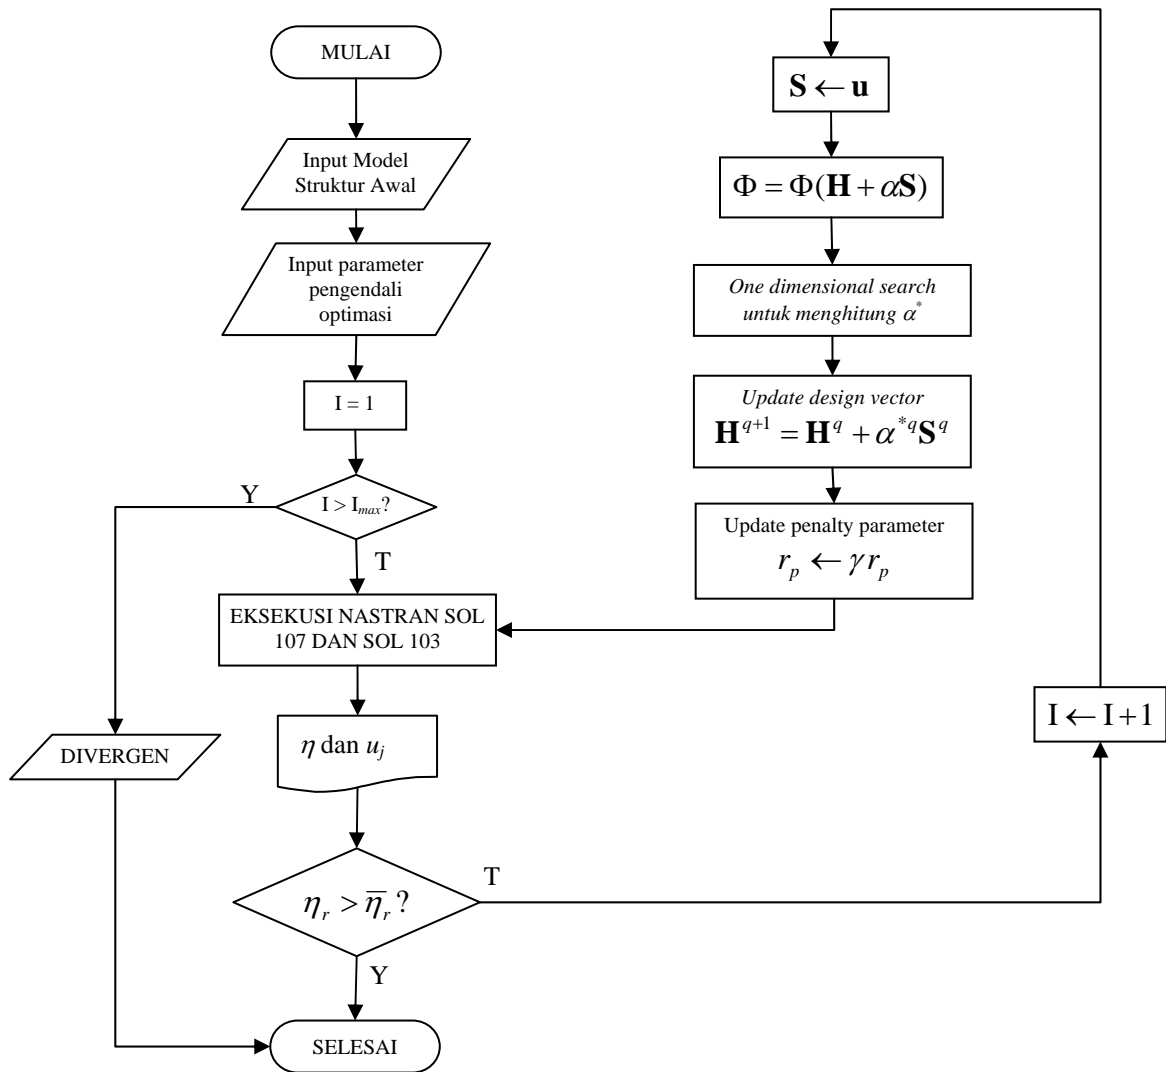 MULAI
Input Model
Struktur Awal
Input parameter
pengendali
optimasi
I = 1
I > I_max?
Y
T
EKSEKUSI NASTRAN SOL
107 DAN SOL 103
DIVERGEN
η dan u_j
η_r > η̅_r ?
T
Y
SELESAI
S ← u
Φ = Φ(H + αS)
One dimensional search
untuk menghitung α^*
Update design vector
H^{q+1} = H^q + α^{*q} S^q
Update penalty parameter
r_p ← γ r_p
I ← I + 1